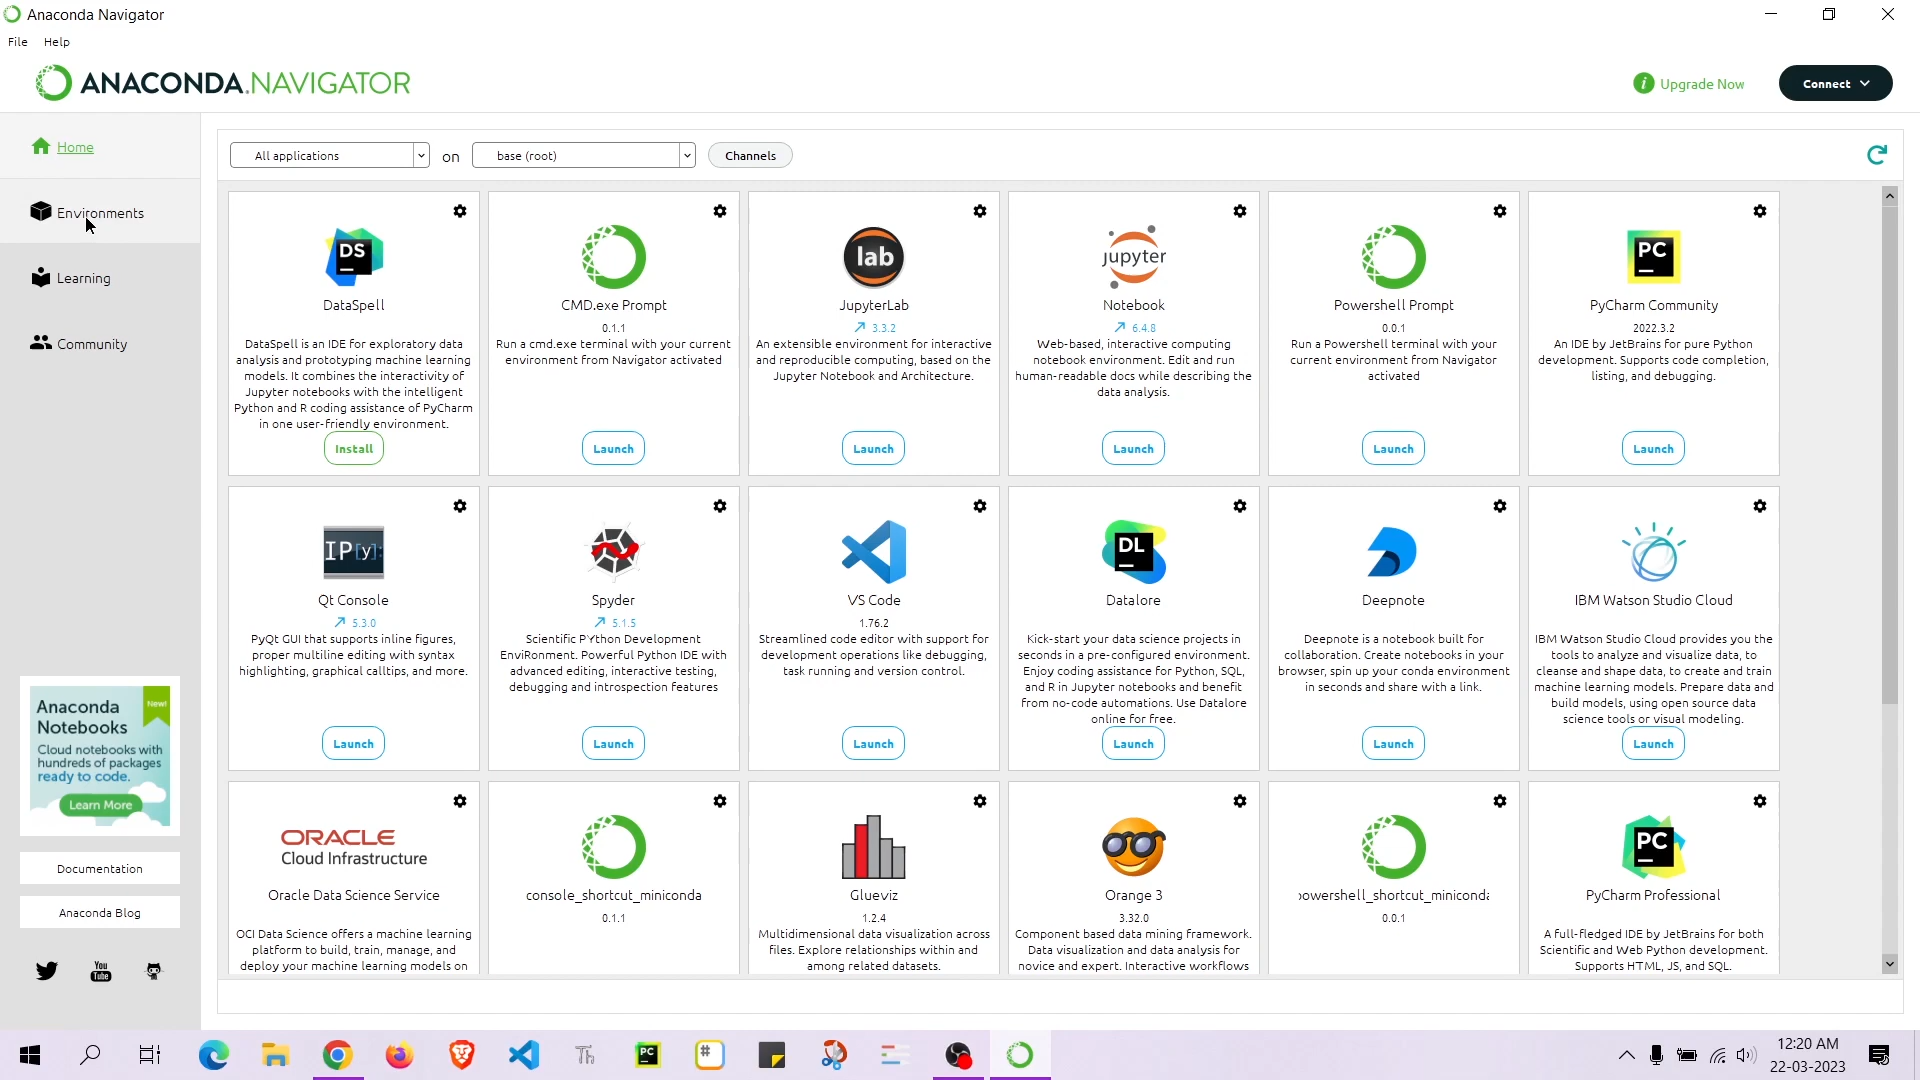 Anaconda Navigator
File Help
ANACONDA.NAVIGATOR
i Upgrade Now Connect
Home
Environments
Learning
Community
All applications on base (root) Channels
DS
DataSpell
DataSpell is an IDE for exploratory data
analysis and prototyping machine learning
models. It combines the interactivity of
Jupyter notebooks with the intelligent
Python and R coding assistance of PyCharm
in one user-friendly environment.
Install
CMD.exe Prompt
0.1.1
Run a cmd.exe terminal with your current
environment from Navigator activated
Launch
lab
JupyterLab
3.3.2
An extensible environment for interactive
and reproducible computing, based on the
Jupyter Notebook and Architecture.
Launch
jupyter
Notebook
6.4.8
Web-based, interactive computing
notebook environment. Edit and run
human-readable docs while describing the
data analysis.
Launch
Powershell Prompt
0.0.1
Run a Powershell terminal with your
current environment from Navigator
activated
Launch
PC
PyCharm Community
2022.3.2
An IDE by JetBrains for pure Python
development. Supports code completion,
listing, and debugging.
Launch
IP[y]:
Qt Console
5.3.0
PyQt GUI that supports inline figures,
proper multiline editing with syntax
highlighting, graphical calltips, and more.
Launch
Spyder
5.1.5
Scientific PYthon Development
EnviRonment. Powerful Python IDE with
advanced editing, interactive testing,
debugging and introspection features
Launch
VS Code
1.76.2
Streamlined code editor with support for
development operations like debugging,
task running and version control.
Launch
DL
Datalore
Kick-start your data science projects in
seconds in a pre-configured environment.
Enjoy coding assistance for Python, SQL,
and R in Jupyter notebooks and benefit
from no-code automations. Use Datalore
online for free.
Launch
Deepnote
Deepnote is a notebook built for
collaboration. Create notebooks in your
browser, spin up your conda environment
in seconds and share with a link.
Launch
IBM Watson Studio Cloud
IBM Watson Studio Cloud provides you the
tools to analyze and visualize data, to
cleanse and shape data, to create and train
machine learning models. Prepare data and
build models, using open source data
science tools or visual modeling.
Launch
ORACLE
Cloud Infrastructure
Oracle Data Science Service
OCI Data Science offers a machine learning
platform to build, train, manage, and
deploy your machine learning models on
console_shortcut_miniconda
0.1.1
Glueviz
1.2.4
Multidimensional data visualization across
files. Explore relationships within and
among related datasets.
Orange 3
3.32.0
Component based data mining framework.
Data visualization and data analysis for
novice and expert. Interactive workflows
powershell_shortcut_miniconda
0.0.1
PC
PyCharm Professional
A full-fledged IDE by JetBrains for both
Scientific and Web Python development.
Supports HTML, JS, and SQL.
New!
Anaconda
Notebooks
Cloud notebooks with
hundreds of packages
ready to code.
Learn More
Documentation
Anaconda Blog
You
Tube
Th
PC
#
12:20 AM
22-03-2023